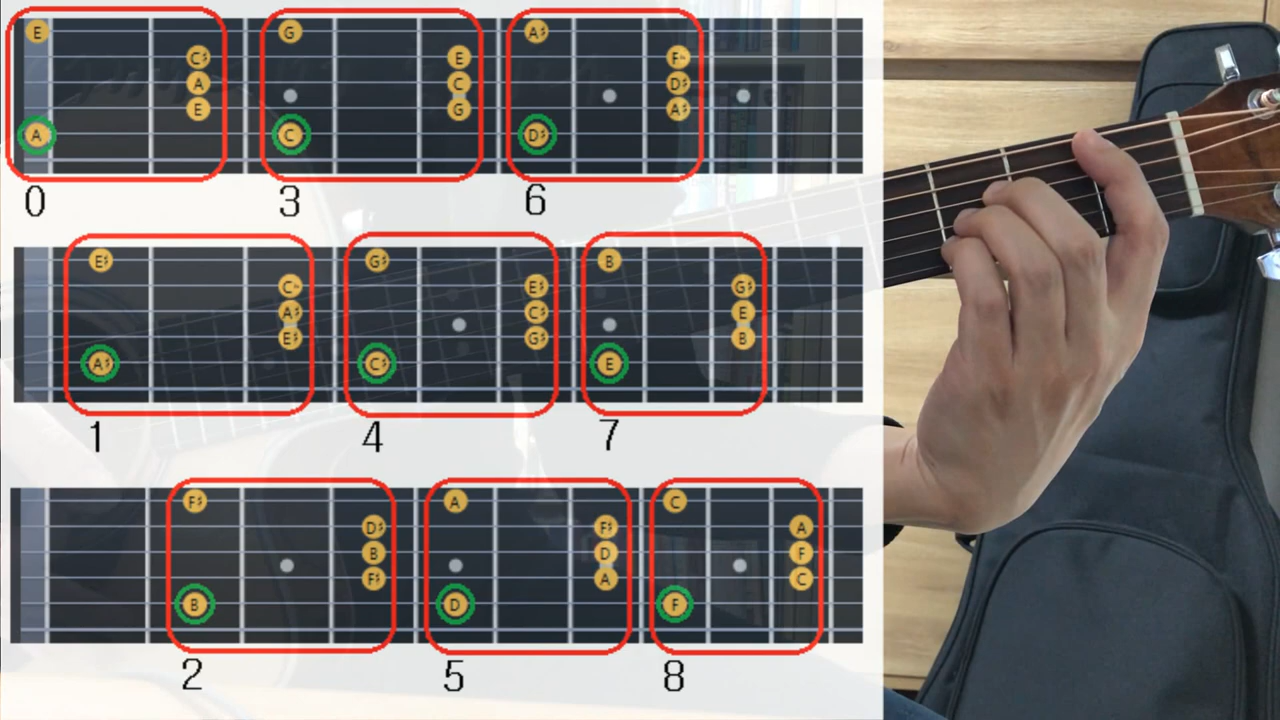 E G A♯
C♯ E F
A C D♯
E G A♯
A C D♯
0 3 6
E♯ G♯ B
C E♯ G♯
A♯ C♯ E
E♯ G♯ B
A♯ C♯ E
1 4 7
F♯ A C
D♯ F♯ A
B D F
F♯ A C
B D F
2 5 8